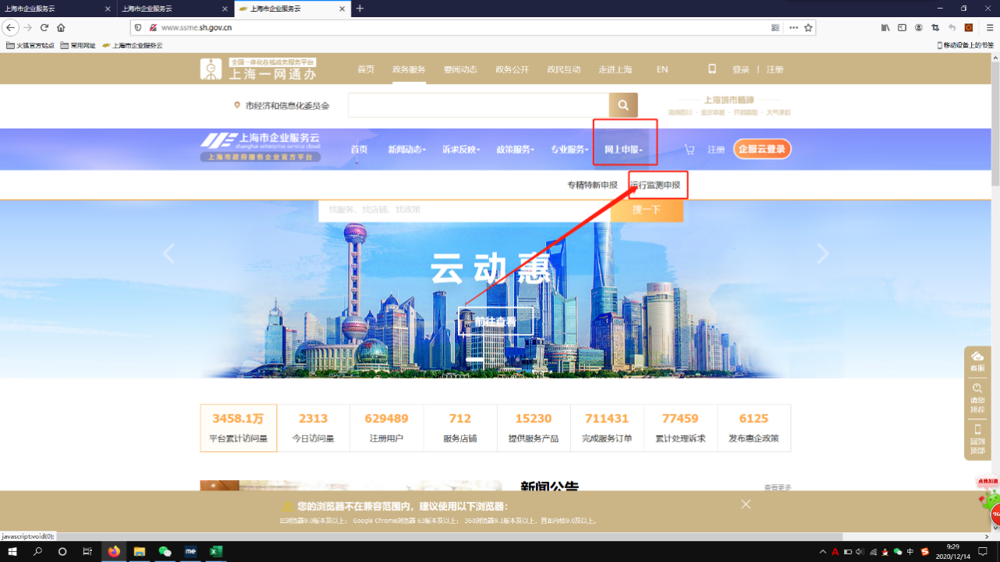 上海市企业服务云
上海市企业服务云
上海市企业服务云
www.ssme.sh.gov.cn
火狐官方站点
常用网址
上海市企业服务云
移动设备上的书签
全国一体化在线政务服务平台
上海一网通办
首页 政务服务 要闻动态 政务公开 政民互动 走进上海 EN 登录 | 注册
市经济和信息化委员会
上海城市精神
海纳百川 · 追求卓越 · 开明睿智 · 大气谦和
上海市企业服务云
shanghai enterprise service cloud
上海市政府服务企业官方平台
首页 新闻动态 诉求反映 政策服务 专业服务 网上申报 注册 企服云登录
专精特新申报 运行监测申报
找服务、找店铺、找政策
搜一下
云动惠
前往查看
客服
请您
找茬
回到
顶部
3458.1万 2313 629489 712 15230 711431 77459 6125
平台累计访问量 今日访问量 注册用户 服务店铺 提供服务产品 完成服务订单 累计处理诉求 发布惠企政策
新闻公告
查看更多
点我加速
96
您的浏览器不在兼容范围内，建议使用以下浏览器：
IE浏览器9.0版本及以上； Google Chrome浏览器 63版本及以上； 360浏览器9.1版本及以上，且IE内核9.0及以上。
javascript:void(0);
me
A
中
9:29
2020/12/14